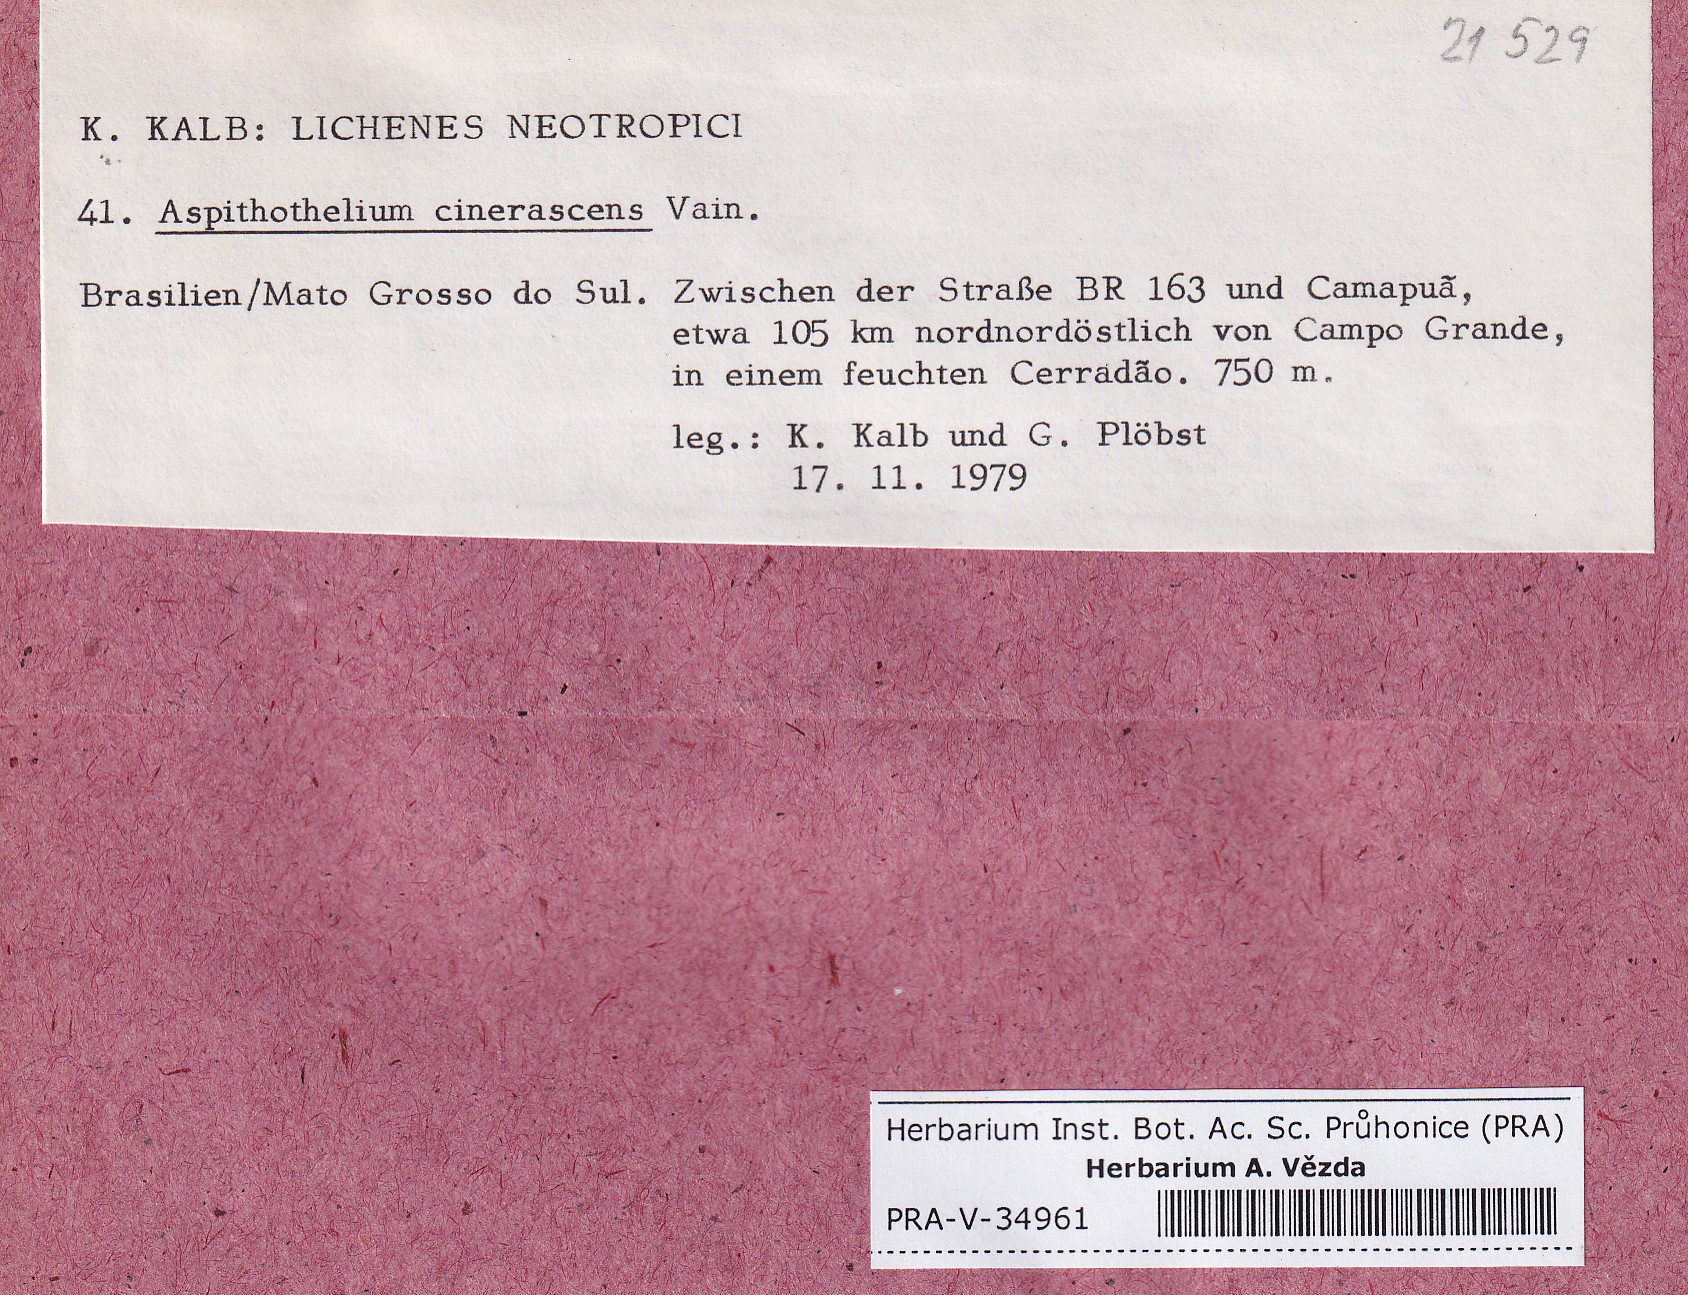 21 529
K. KALB: LICHENES NEOTROPICI
41. Aspithothelium cinerascens Vain.
Brasilien/Mato Grosso do Sul. Zwischen der Straße BR 163 und Camapuã,
etwa 105 km nordnordöstlich von Campo Grande,
in einem feuchten Cerradão. 750 m.
leg.: K. Kalb und G. Plöbst
17. 11. 1979
Herbarium Inst. Bot. Ac. Sc. Průhonice (PRA)
Herbarium A. Vězda
PRA-V-34961